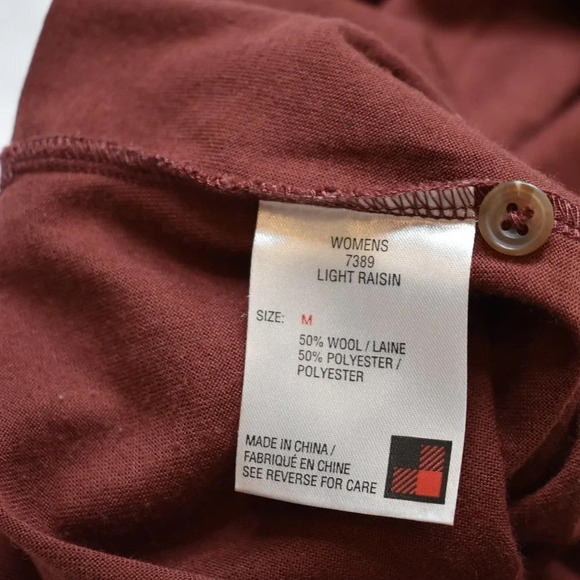 WOMENS
7389
LIGHT RAISIN
SIZE: M
50% WOOL / LAINE
50% POLYESTER /
POLYESTER
MADE IN CHINA /
FABRIQUÉ EN CHINE
SEE REVERSE FOR CARE